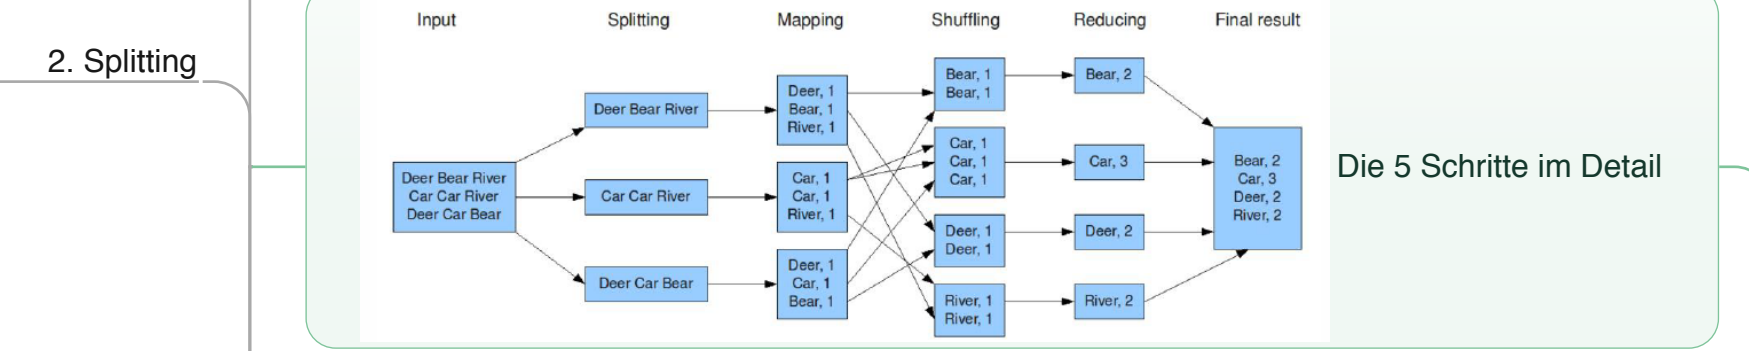 2. Splitting
Input
Splitting
Mapping
Shuffling
Reducing
Final result
Deer Bear River
Car Car River
Deer Car Bear
Deer Bear River
Car Car River
Deer Car Bear
Deer, 1
Bear, 1
River, 1
Car, 1
Car, 1
River, 1
Deer, 1
Car, 1
Bear, 1
Bear, 1
Bear, 1
Car, 1
Car, 1
Car, 1
Deer, 1
Deer, 1
River, 1
River, 1
Bear, 2
Car, 3
Deer, 2
River, 2
Bear, 2
Car, 3
Deer, 2
River, 2
Die 5 Schritte im Detail